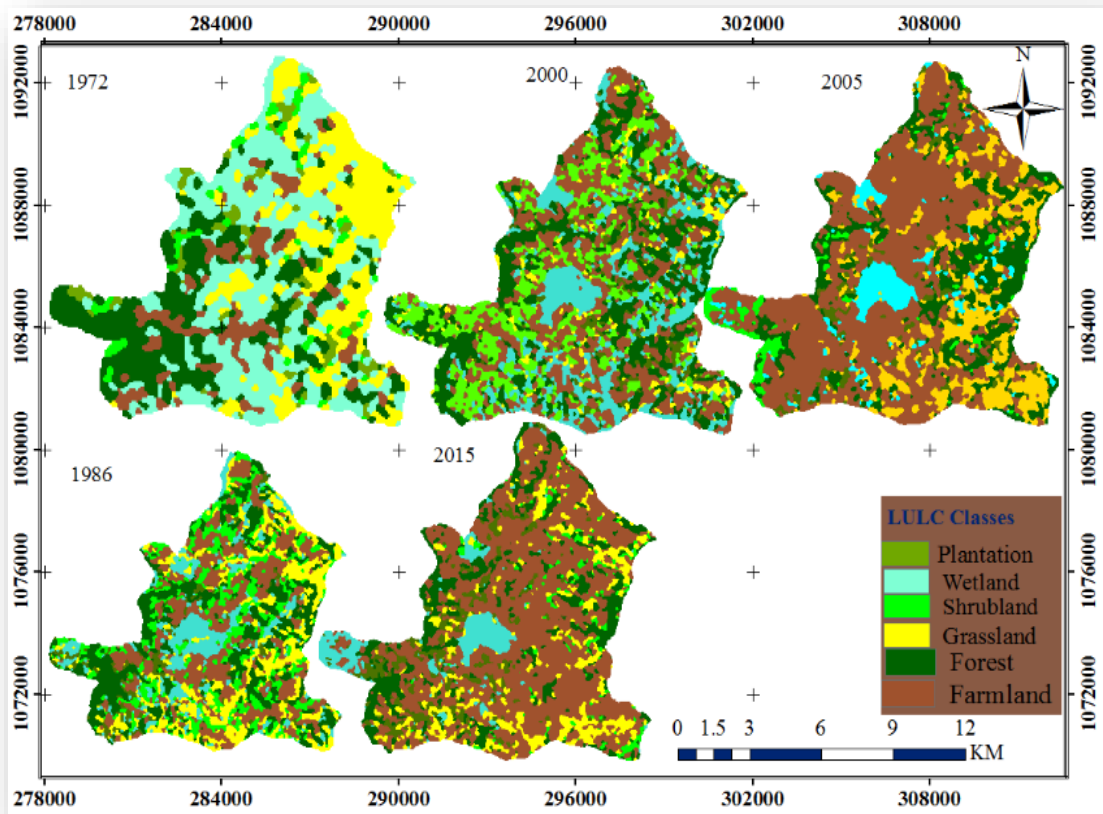 278000 284000 290000 296000 302000 308000
1092000 1092000
1088000 1088000
1084000 1084000
1080000 1080000
1076000 1076000
1072000 1072000
1972
2000
2005
N
1986
2015
LULC Classes
Plantation
Wetland
Shrubland
Grassland
Forest
Farmland
0 1.5 3 6 9 12
KM
278000 284000 290000 296000 302000 308000